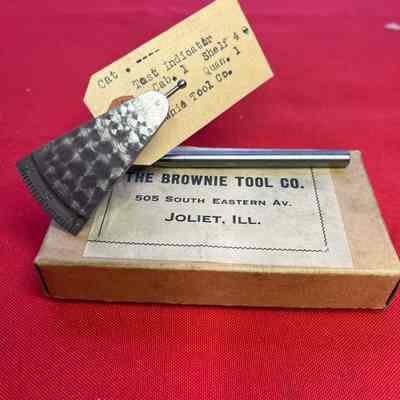 Cat • ----
Test Indicator
Cab. 1 Shelf 4
Quan. 1
Tool Co.
THE BROWNIE TOOL CO.
505 SOUTH EASTERN AV.
JOLIET, ILL.